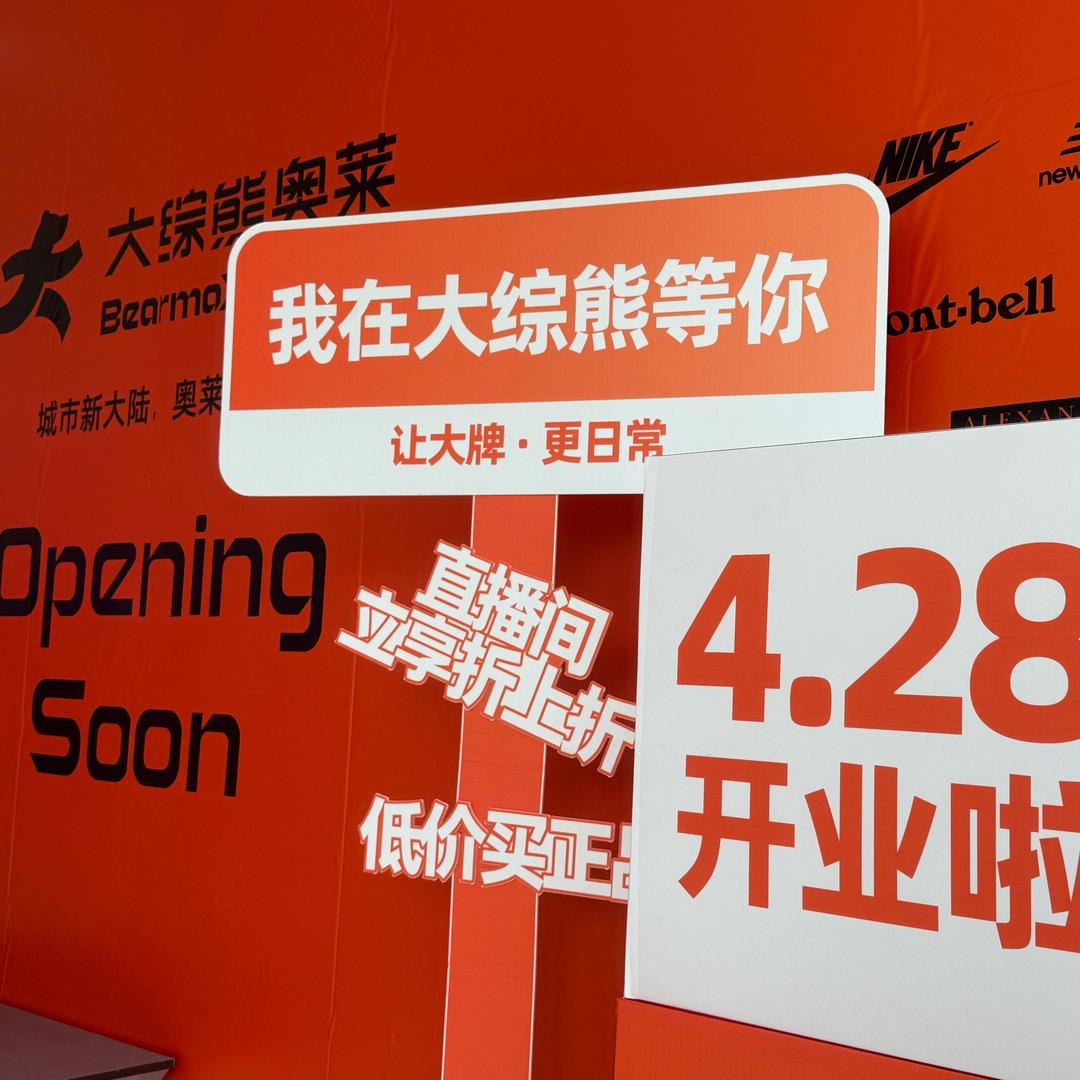 大综熊奥莱
Bearma
城市新大陆，奥莱
Opening
Soon
我在大综熊等你
让大牌·更日常
直播间
立享折上折
低价买正品
NIKE
new
ont·bell
ALEXAN
4.28
开业啦